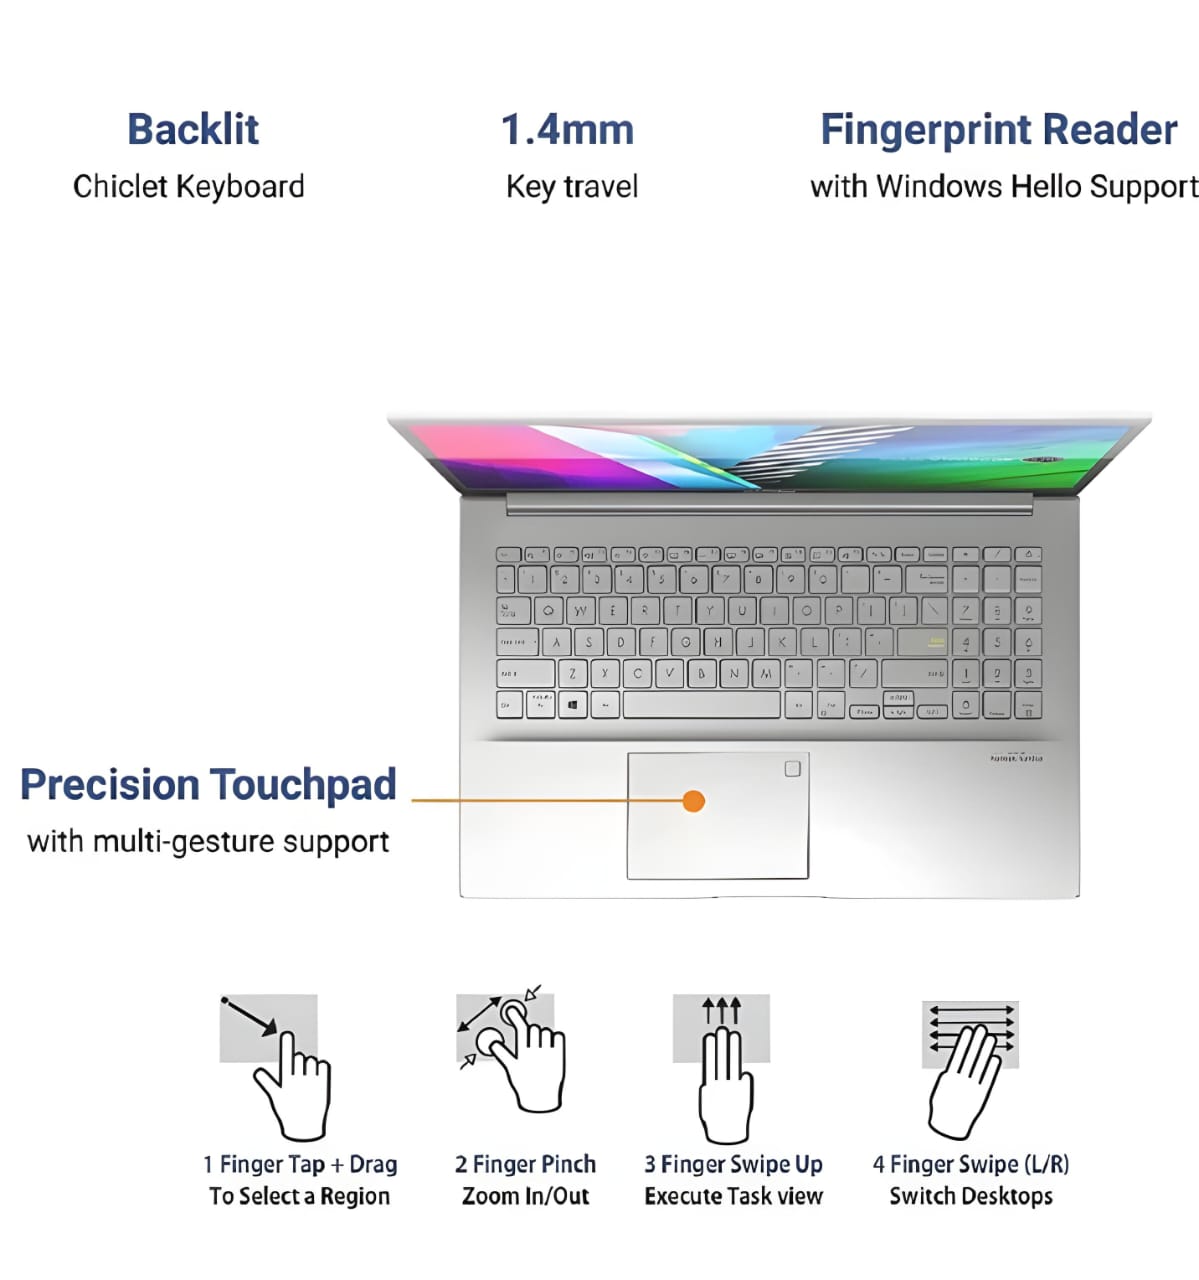 Backlit
Chiclet Keyboard
1.4mm
Key travel
Fingerprint Reader
with Windows Hello Support
Precision Touchpad
with multi-gesture support
1 Finger Tap + Drag
To Select a Region
2 Finger Pinch
Zoom In/Out
3 Finger Swipe Up
Execute Task view
4 Finger Swipe (L/R)
Switch Desktops